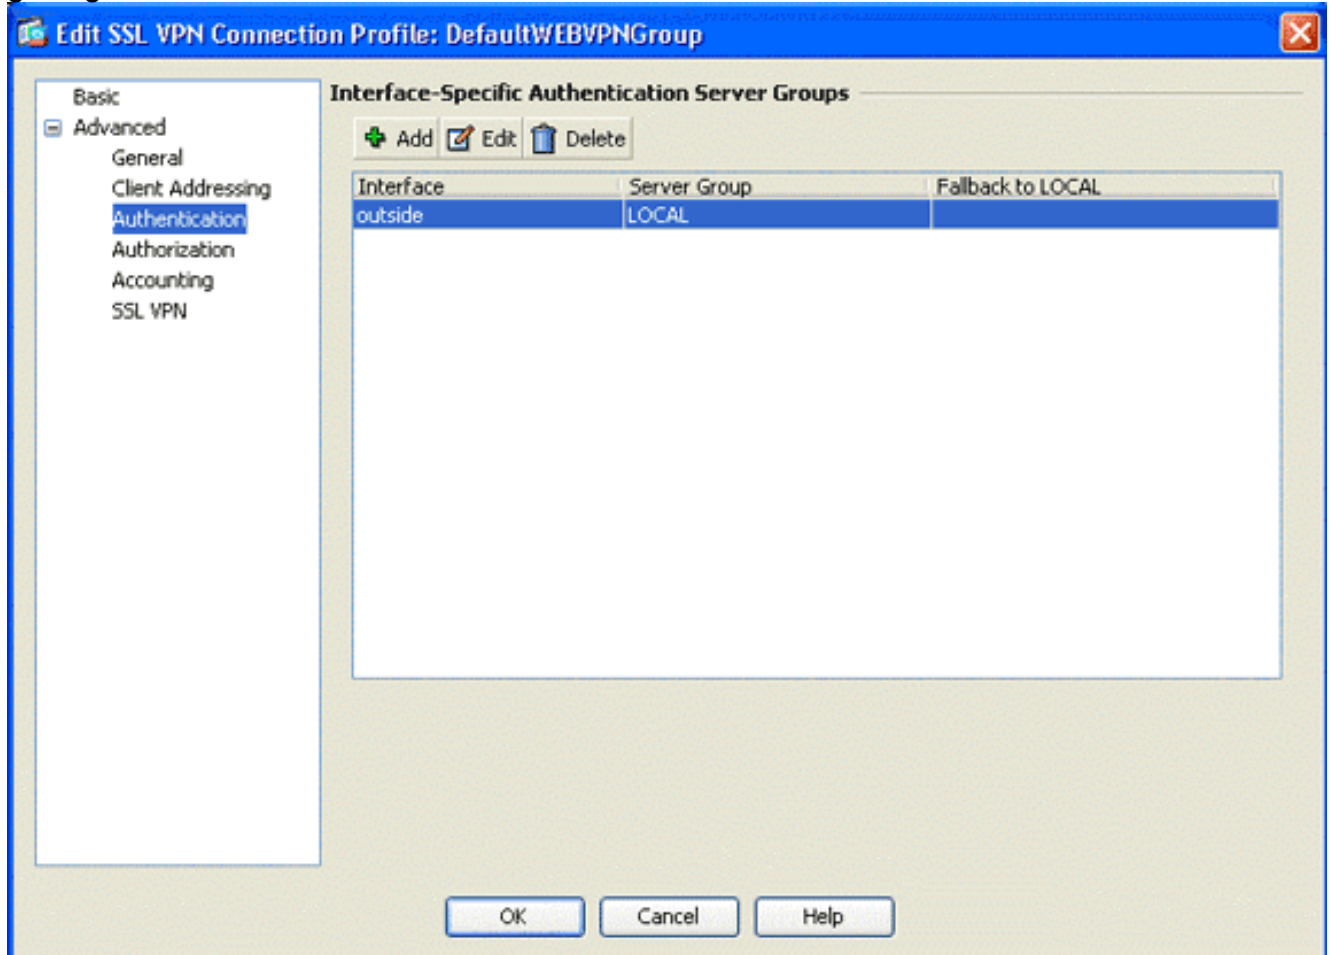 Edit SSL VPN Connection Profile: DefaultWEBVPNGroup
Basic
Advanced
General
Client Addressing
Authentication
Authorization
Accounting
SSL VPN
Interface-Specific Authentication Server Groups
Add Edit Delete
Interface Server Group Fallback to LOCAL
outside LOCAL
OK Cancel Help